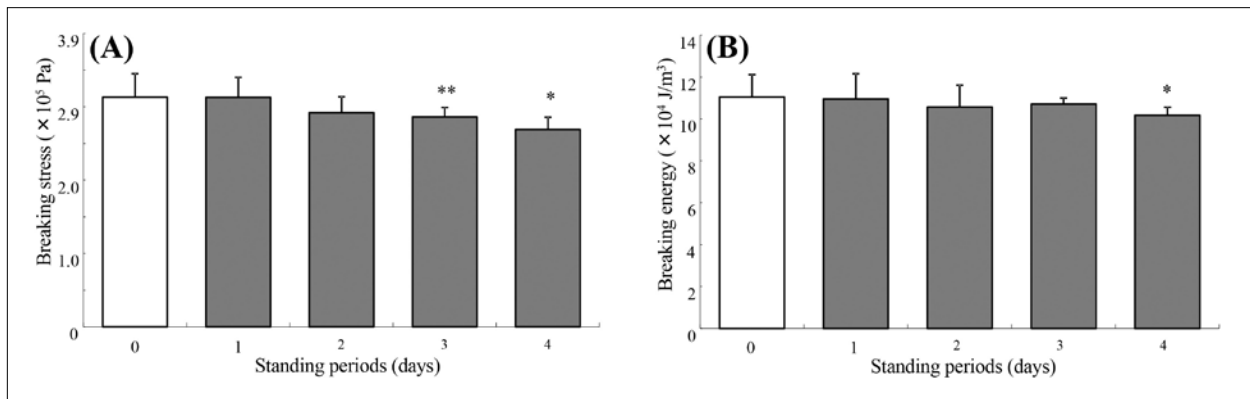 (A)
Breaking stress (×10⁵ Pa)
3.9
2.9
2.0
1.0
0
**
*
0 1 2 3 4
Standing periods (days)
(B)
Breaking energy (×10⁴ J/m³)
14
12
10
8
6
4
2
0
*
0 1 2 3 4
Standing periods (days)